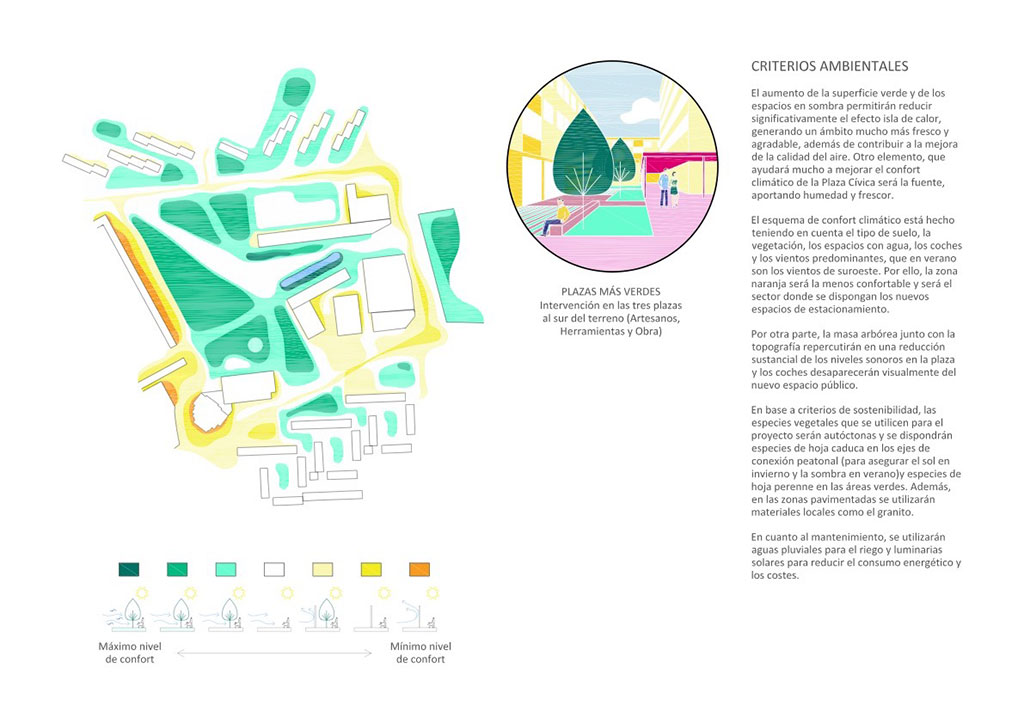 CRITERIOS AMBIENTALES
El aumento de la superficie verde y de los
espacios en sombra permitirán reducir
significativamente el efecto isla de calor,
generando un ámbito mucho más fresco y
agradable, además de contribuir a la mejora
de la calidad del aire. Otro elemento, que
ayudará mucho a mejorar el confort
climático de la Plaza Cívica será la fuente,
aportando humedad y frescor.
El esquema de confort climático está hecho
teniendo en cuenta el tipo de suelo, la
vegetación, los espacios con agua, los coches
y los vientos predominantes, que en verano
son los vientos de suroeste. Por ello, la zona
naranja será la menos confortable y será el
sector donde se dispongan los nuevos
espacios de estacionamiento.
Por otra parte, la masa arbórea junto con la
topografía repercutirán en una reducción
sustancial de los niveles sonoros en la plaza
y los coches desaparecerán visualmente del
nuevo espacio público.
En base a criterios de sostenibilidad, las
especies vegetales que se utilicen para el
proyecto serán autóctonas y se dispondrán
especies de hoja caduca en los ejes de
conexión peatonal (para asegurar el sol en
invierno y la sombra en verano)y especies de
hoja perenne en las áreas verdes. Además,
en las zonas pavimentadas se utilizarán
materiales locales como el granito.
En cuanto al mantenimiento, se utilizarán
aguas pluviales para el riego y luminarias
solares para reducir el consumo energético y
los costes.
PLAZAS MÁS VERDES
Intervención en las tres plazas
al sur del terreno (Artesanos,
Herramientas y Obra)
Máximo nivel
de confort
Mínimo nivel
de confort